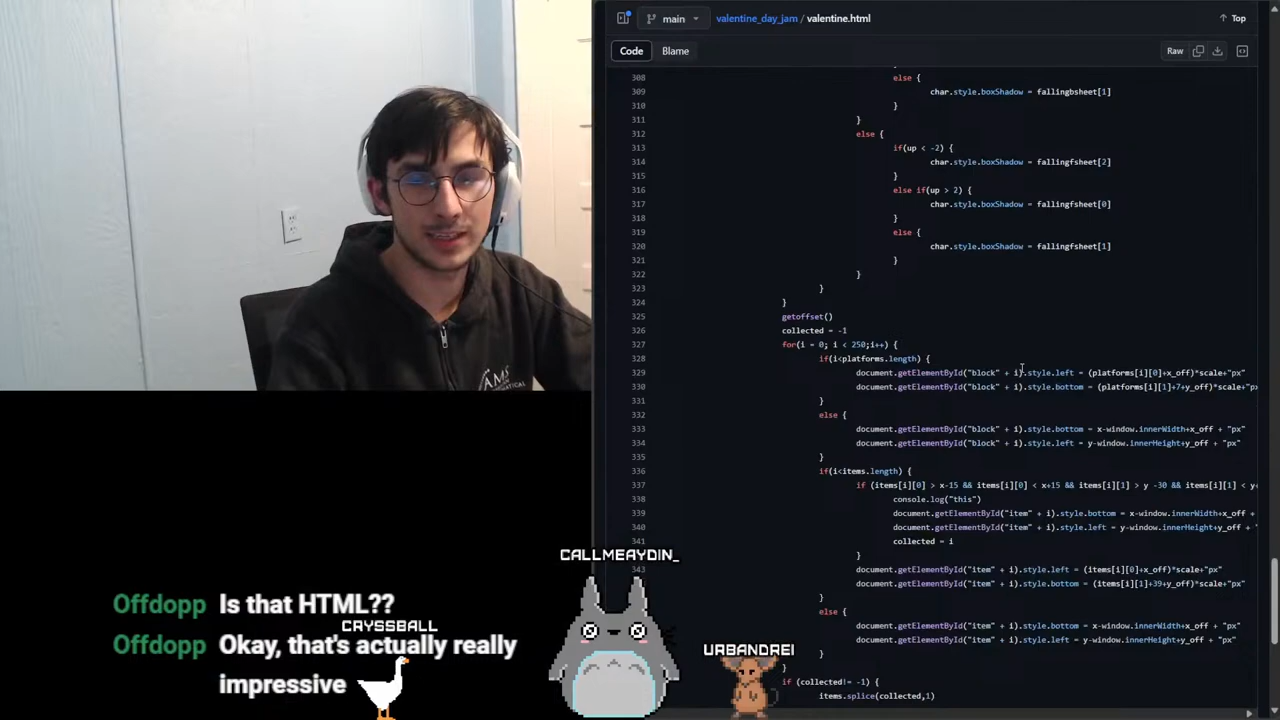 main
valentine_day_jam / valentine.html
Top
Code
Blame
Raw
308 else {
309 char.style.boxShadow = fallingbsheet[1]
310 }
311 }
312 else {
313 if(up < -2) {
314 char.style.boxShadow = fallingfsheet[2]
315 }
316 else if(up > 2) {
317 char.style.boxShadow = fallingfsheet[0]
318 }
319 else {
320 char.style.boxShadow = fallingfsheet[1]
321 }
322 }
323 }
324 }
325 getoffset()
326 collected = -1
327 for(i = 0; i < 250;i++) {
328 if(i<platforms.length) {
329 document.getElementById("block" + i).style.left = (platforms[i][0]+x_off)*scale+"px"
330 document.getElementById("block" + i).style.bottom = (platforms[i][1]+7+y_off)*scale+"px
331 }
332 else {
333 document.getElementById("block" + i).style.bottom = x-window.innerWidth+x_off + "px"
334 document.getElementById("block" + i).style.left = y-window.innerHeight+y_off + "px"
335 }
336 if(i<items.length) {
337 if (items[i][0] > x-15 && items[i][0] < x+15 && items[i][1] > y -30 && items[i][1] < y+
338 console.log("this")
339 document.getElementById("item" + i).style.bottom = x-window.innerWidth+x_off +
340 document.getElementById("item" + i).style.left = y-window.innerHeight+y_off + "
341 collected = i
}
343 document.getElementById("item" + i).style.left = (items[i][0]+x_off)*scale+"px"
document.getElementById("item" + i).style.bottom = (items[i][1]+39+y_off)*scale+"px"
}
else {
document.getElementById("item" + i).style.bottom = x-window.innerWidth+x_off + "px"
document.getElementById("item" + i).style.left = y-window.innerHeight+y_off + "px"
}
}
if (collected!= -1) {
items.splice(collected,1)
AMS
CALLMEAYDIN_
Offdopp Is that HTML??
CRYSSBALL
Offdopp Okay, that's actually really
impressive
URBANDREI